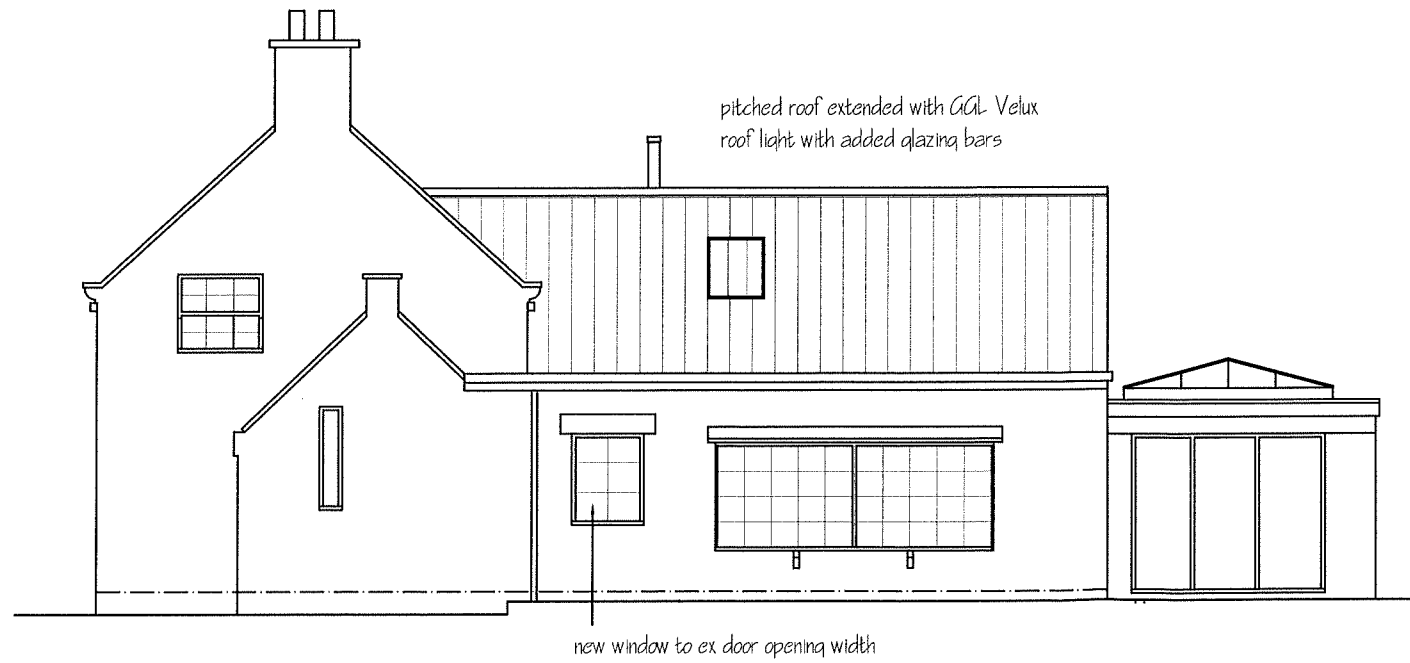 pitched roof extended with GGL Velux
roof light with added glazing bars
new window to ex door opening width